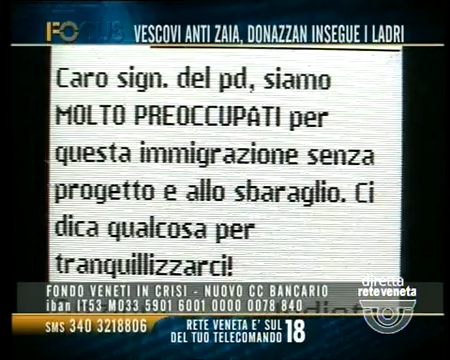 FOCUS
VESCOVI ANTI ZAIA, DONAZZAN INSEGUE I LADRI
Caro sign. del pd, siamo
MOLTO PREOCCUPATI per
questa immigrazione senza
progetto e allo sbaraglio. Ci
dica qualcosa per
tranquillizzarci!
FONDO VENETI IN CRISI - NUOVO CC BANCARIO
iban IT53 M033 5901 6001 0000 0078 840
diretta
reteveneta
SMS 340 3218806
RETE VENETA E' SUL
DEL TUO TELECOMANDO 18